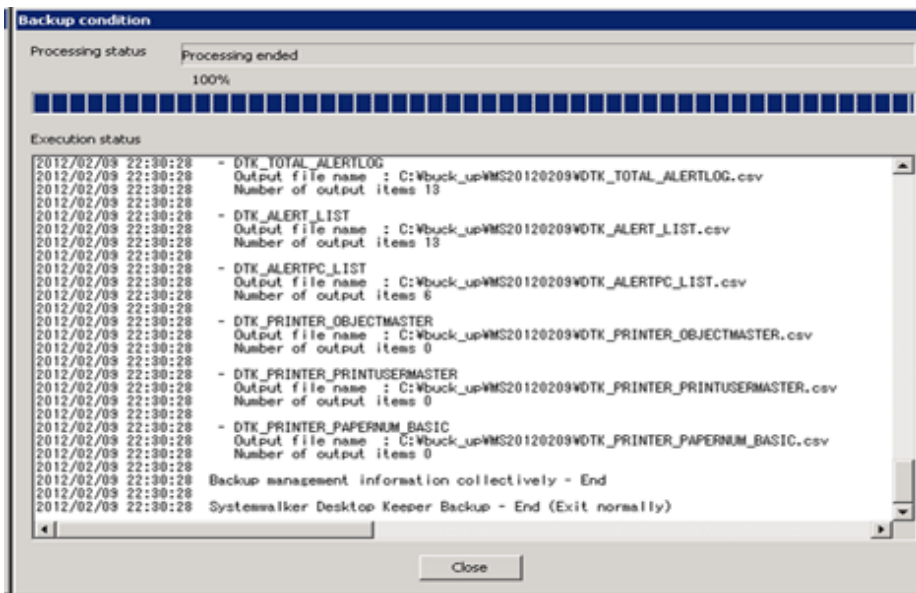 Backup condition
Processing status Processing ended
100%
Execution status
2012/02/09 22:30:28 - DTK_TOTAL_ALERTLOG
2012/02/09 22:30:28 Output file name : C:¥buck_up¥MS20120209¥DTK_TOTAL_ALERTLOG.csv
2012/02/09 22:30:28 Number of output items 13
2012/02/09 22:30:28
2012/02/09 22:30:28 - DTK_ALERT_LIST
2012/02/09 22:30:28 Output file name : C:¥buck_up¥MS20120209¥DTK_ALERT_LIST.csv
2012/02/09 22:30:28 Number of output items 13
2012/02/09 22:30:28
2012/02/09 22:30:28 - DTK_ALERTPC_LIST
2012/02/09 22:30:28 Output file name : C:¥buck_up¥MS20120209¥DTK_ALERTPC_LIST.csv
2012/02/09 22:30:28 Number of output items 6
2012/02/09 22:30:28
2012/02/09 22:30:28 - DTK_PRINTER_OBJECTMASTER
2012/02/09 22:30:28 Output file name : C:¥buck_up¥MS20120209¥DTK_PRINTER_OBJECTMASTER.csv
2012/02/09 22:30:28 Number of output items 0
2012/02/09 22:30:28
2012/02/09 22:30:28 - DTK_PRINTER_PRINTUSERMASTER
2012/02/09 22:30:28 Output file name : C:¥buck_up¥MS20120209¥DTK_PRINTER_PRINTUSERMASTER.csv
2012/02/09 22:30:28 Number of output items 0
2012/02/09 22:30:28
2012/02/09 22:30:28 - DTK_PRINTER_PAPERNUM_BASIC
2012/02/09 22:30:28 Output file name : C:¥buck_up¥MS20120209¥DTK_PRINTER_PAPERNUM_BASIC.csv
2012/02/09 22:30:28 Number of output items 0
2012/02/09 22:30:28
2012/02/09 22:30:28 Backup management information collectively - End
2012/02/09 22:30:28
2012/02/09 22:30:28 Systemwalker Desktop Keeper Backup - End (Exit normally)
Close